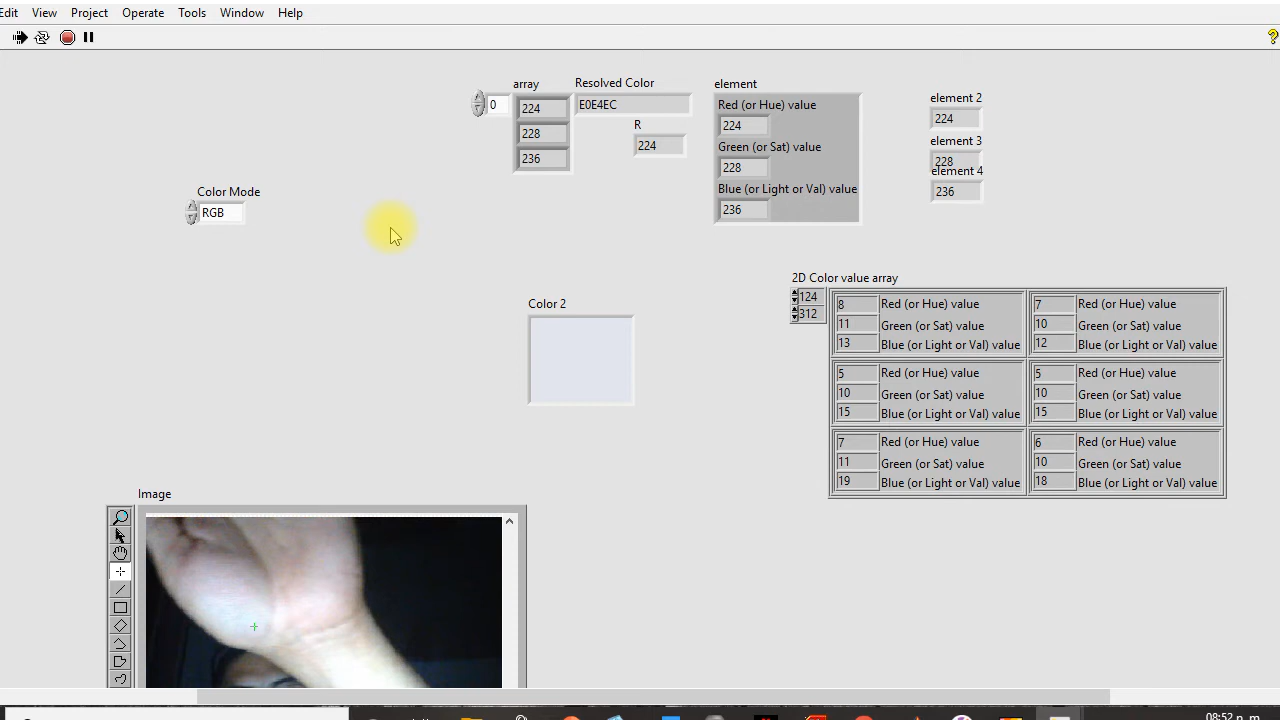 Edit View Project Operate Tools Window Help
array Resolved Color element
0 224 E0E4EC Red (or Hue) value element 2
R 224 224
228 224 Green (or Sat) value element 3
236 228 228
Color Mode Blue (or Light or Val) value element 4
RGB 236 236
2D Color value array
Color 2
124 8 Red (or Hue) value 7 Red (or Hue) value
312 11 Green (or Sat) value 10 Green (or Sat) value
13 Blue (or Light or Val) value 12 Blue (or Light or Val) value
5 Red (or Hue) value 5 Red (or Hue) value
10 Green (or Sat) value 10 Green (or Sat) value
15 Blue (or Light or Val) value 15 Blue (or Light or Val) value
7 Red (or Hue) value 6 Red (or Hue) value
11 Green (or Sat) value 10 Green (or Sat) value
19 Blue (or Light or Val) value 18 Blue (or Light or Val) value
Image
08:52 p. m.